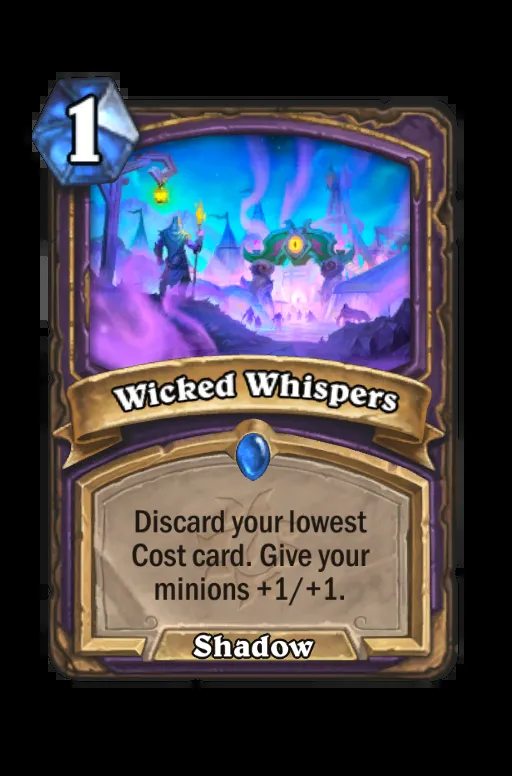 1
Wicked Whispers
Discard your lowest
Cost card. Give your
minions +1/+1.
Shadow